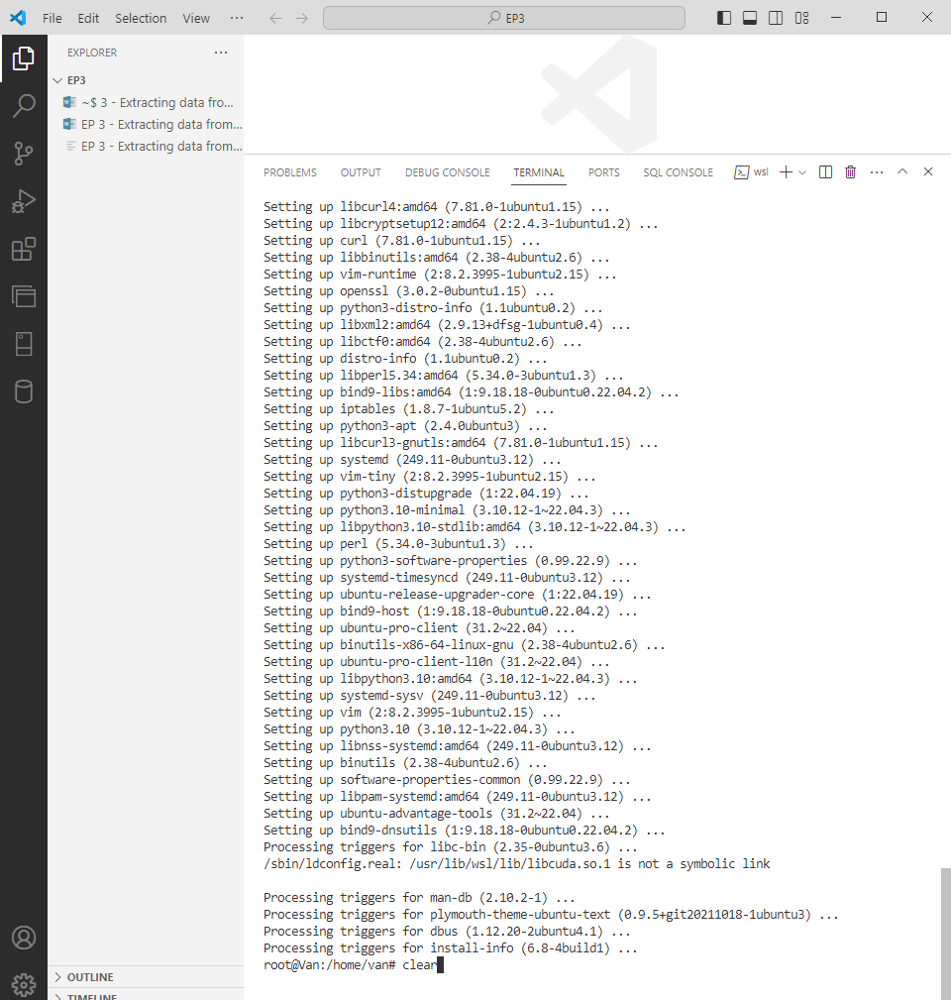 File Edit Selection View ··· EP3
EXPLORER ···
EP3
~$ 3 - Extracting data fro...
EP 3 - Extracting data from...
EP 3 - Extracting data from...
PROBLEMS OUTPUT DEBUG CONSOLE TERMINAL PORTS SQL CONSOLE wsl ···
Setting up libcurl4:amd64 (7.81.0-1ubuntu1.15) ...
Setting up libcryptsetup12:amd64 (2:2.4.3-1ubuntu1.2) ...
Setting up curl (7.81.0-1ubuntu1.15) ...
Setting up libbinutils:amd64 (2.38-4ubuntu2.6) ...
Setting up vim-runtime (2:8.2.3995-1ubuntu2.15) ...
Setting up openssl (3.0.2-0ubuntu1.15) ...
Setting up python3-distro-info (1.1ubuntu0.2) ...
Setting up libxml2:amd64 (2.9.13+dfsg-1ubuntu0.4) ...
Setting up libctf0:amd64 (2.38-4ubuntu2.6) ...
Setting up distro-info (1.1ubuntu0.2) ...
Setting up libperl5.34:amd64 (5.34.0-3ubuntu1.3) ...
Setting up bind9-libs:amd64 (1:9.18.18-0ubuntu0.22.04.2) ...
Setting up iptables (1.8.7-1ubuntu5.2) ...
Setting up python3-apt (2.4.0ubuntu3) ...
Setting up libcurl3-gnutls:amd64 (7.81.0-1ubuntu1.15) ...
Setting up systemd (249.11-0ubuntu3.12) ...
Setting up vim-tiny (2:8.2.3995-1ubuntu2.15) ...
Setting up python3-distupgrade (1:22.04.19) ...
Setting up python3.10-minimal (3.10.12-1~22.04.3) ...
Setting up libpython3.10-stdlib:amd64 (3.10.12-1~22.04.3) ...
Setting up perl (5.34.0-3ubuntu1.3) ...
Setting up python3-software-properties (0.99.22.9) ...
Setting up systemd-timesyncd (249.11-0ubuntu3.12) ...
Setting up ubuntu-release-upgrader-core (1:22.04.19) ...
Setting up bind9-host (1:9.18.18-0ubuntu0.22.04.2) ...
Setting up ubuntu-pro-client (31.2~22.04) ...
Setting up binutils-x86-64-linux-gnu (2.38-4ubuntu2.6) ...
Setting up ubuntu-pro-client-l10n (31.2~22.04) ...
Setting up libpython3.10:amd64 (3.10.12-1~22.04.3) ...
Setting up systemd-sysv (249.11-0ubuntu3.12) ...
Setting up vim (2:8.2.3995-1ubuntu2.15) ...
Setting up python3.10 (3.10.12-1~22.04.3) ...
Setting up libnss-systemd:amd64 (249.11-0ubuntu3.12) ...
Setting up binutils (2.38-4ubuntu2.6) ...
Setting up software-properties-common (0.99.22.9) ...
Setting up libpam-systemd:amd64 (249.11-0ubuntu3.12) ...
Setting up ubuntu-advantage-tools (31.2~22.04) ...
Setting up bind9-dnsutils (1:9.18.18-0ubuntu0.22.04.2) ...
Processing triggers for libc-bin (2.35-0ubuntu3.6) ...
/sbin/ldconfig.real: /usr/lib/wsl/lib/libcuda.so.1 is not a symbolic link
Processing triggers for man-db (2.10.2-1) ...
Processing triggers for plymouth-theme-ubuntu-text (0.9.5+git20211018-1ubuntu3) ...
Processing triggers for dbus (1.12.20-2ubuntu4.1) ...
Processing triggers for install-info (6.8-4build1) ...
root@Van:/home/van# clear
OUTLINE
TIMELINE